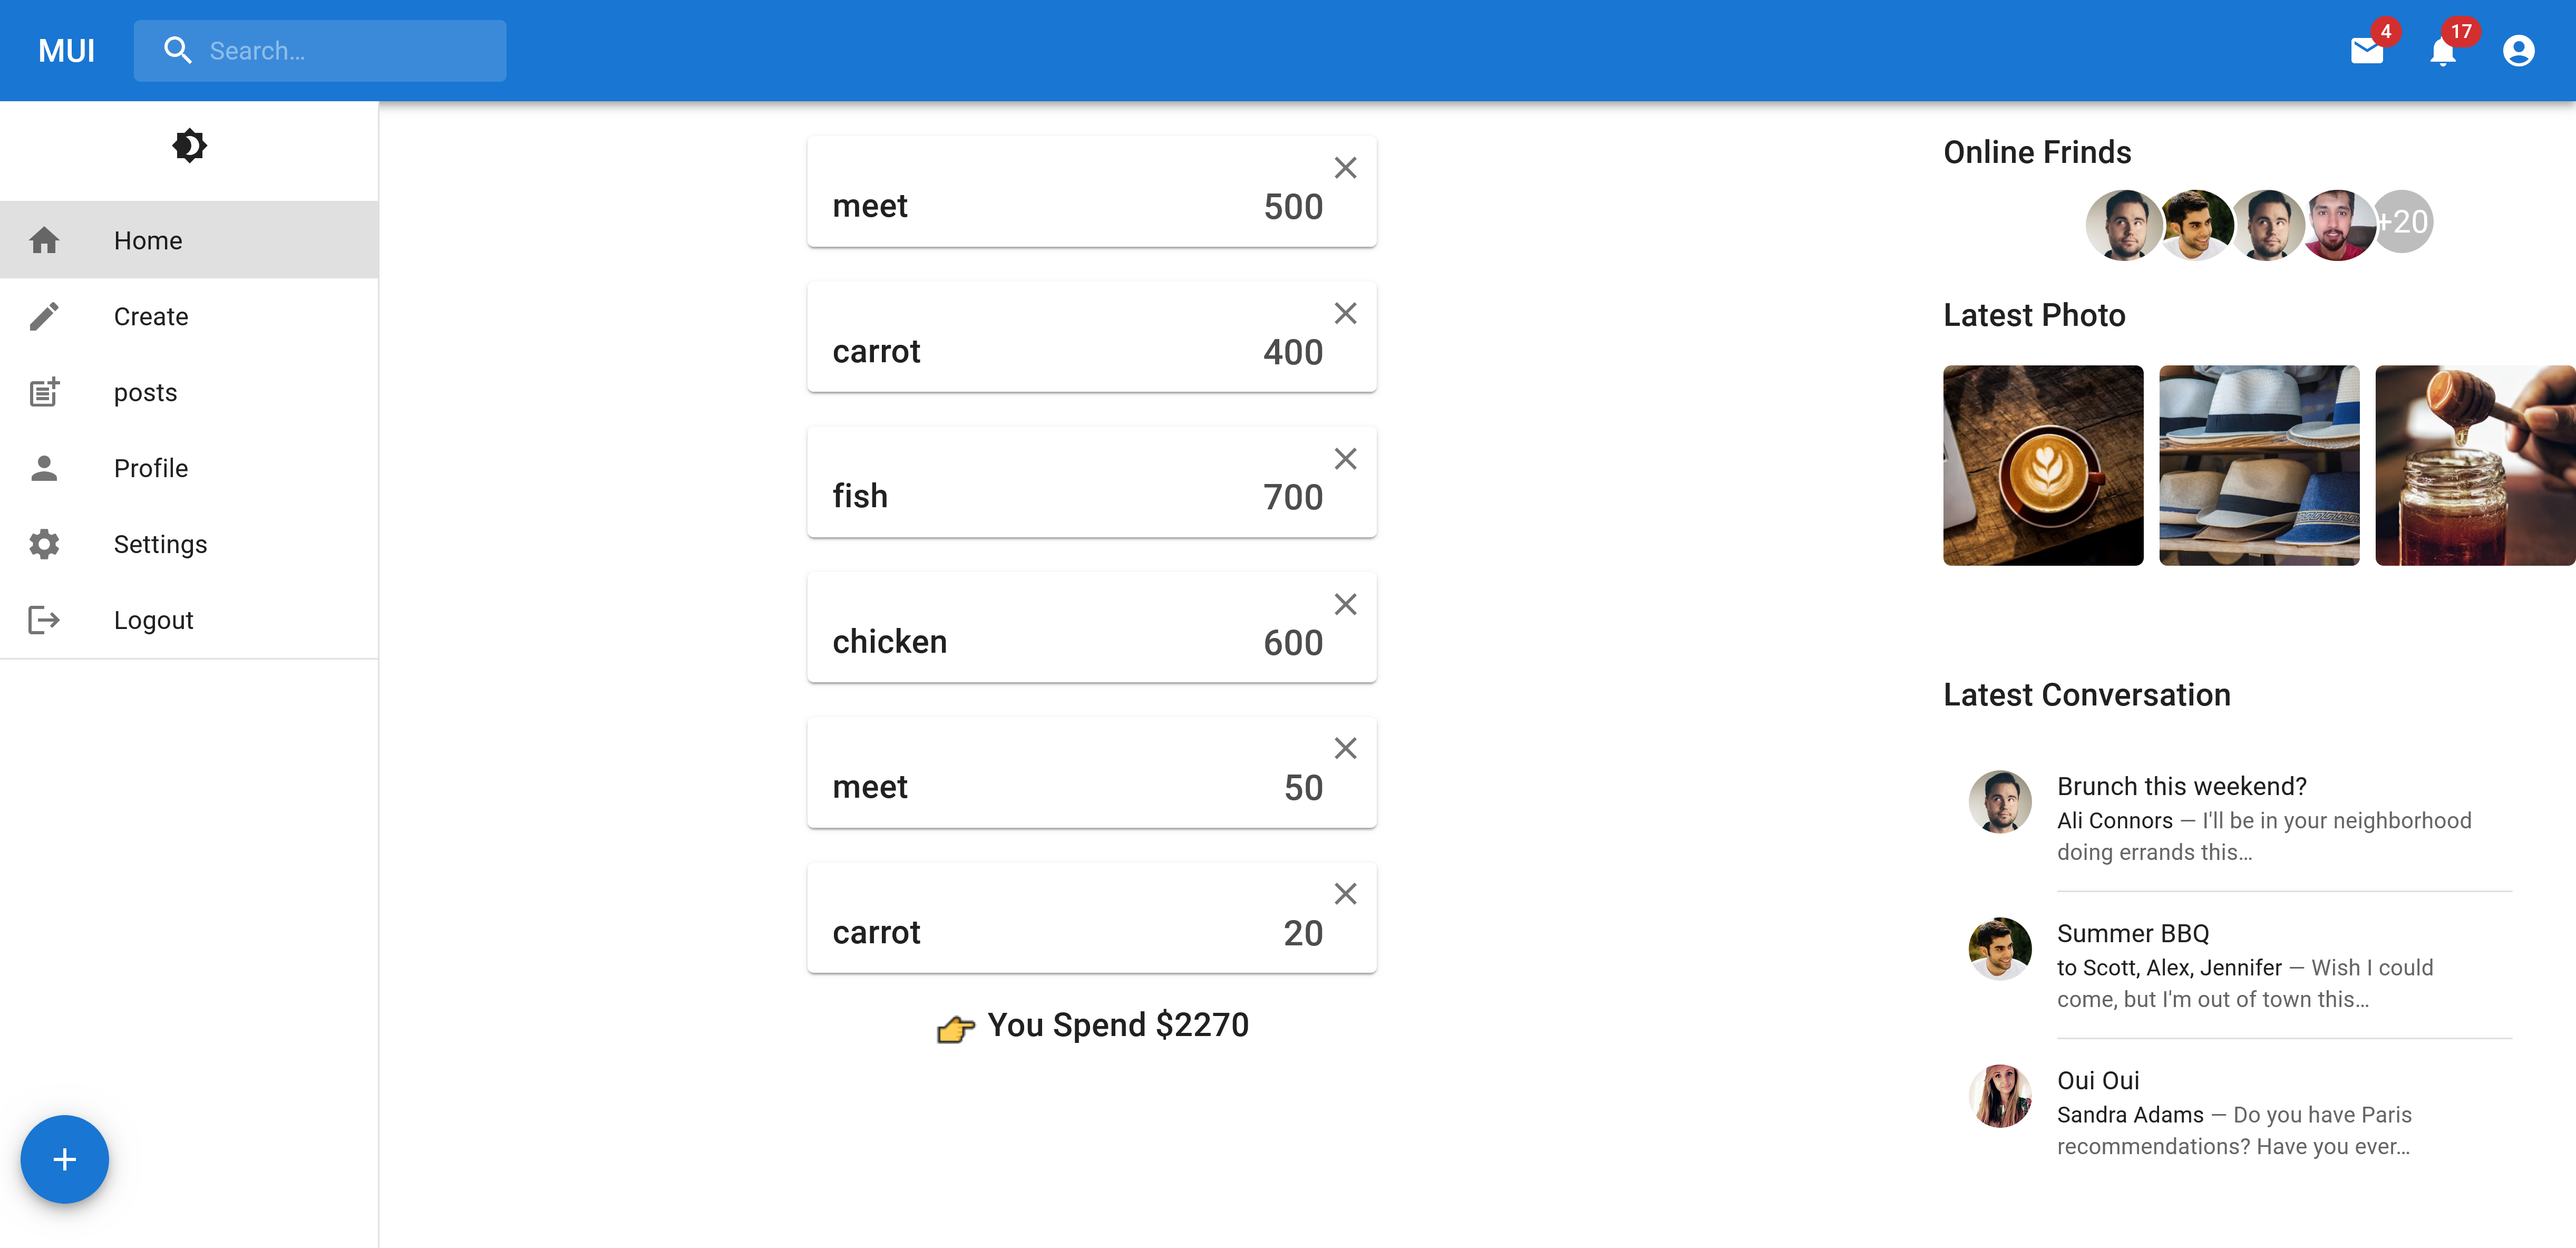 MUI
Search...
4
17
Home
Create
posts
Profile
Settings
Logout
meet 500
carrot 400
fish 700
chicken 600
meet 50
carrot 20
👉 You Spend $2270
Online Frinds
+20
Latest Photo
Latest Conversation
Brunch this weekend?
Ali Connors — I'll be in your neighborhood
doing errands this…
Summer BBQ
to Scott, Alex, Jennifer — Wish I could
come, but I'm out of town this…
Oui Oui
Sandra Adams — Do you have Paris
recommendations? Have you ever…